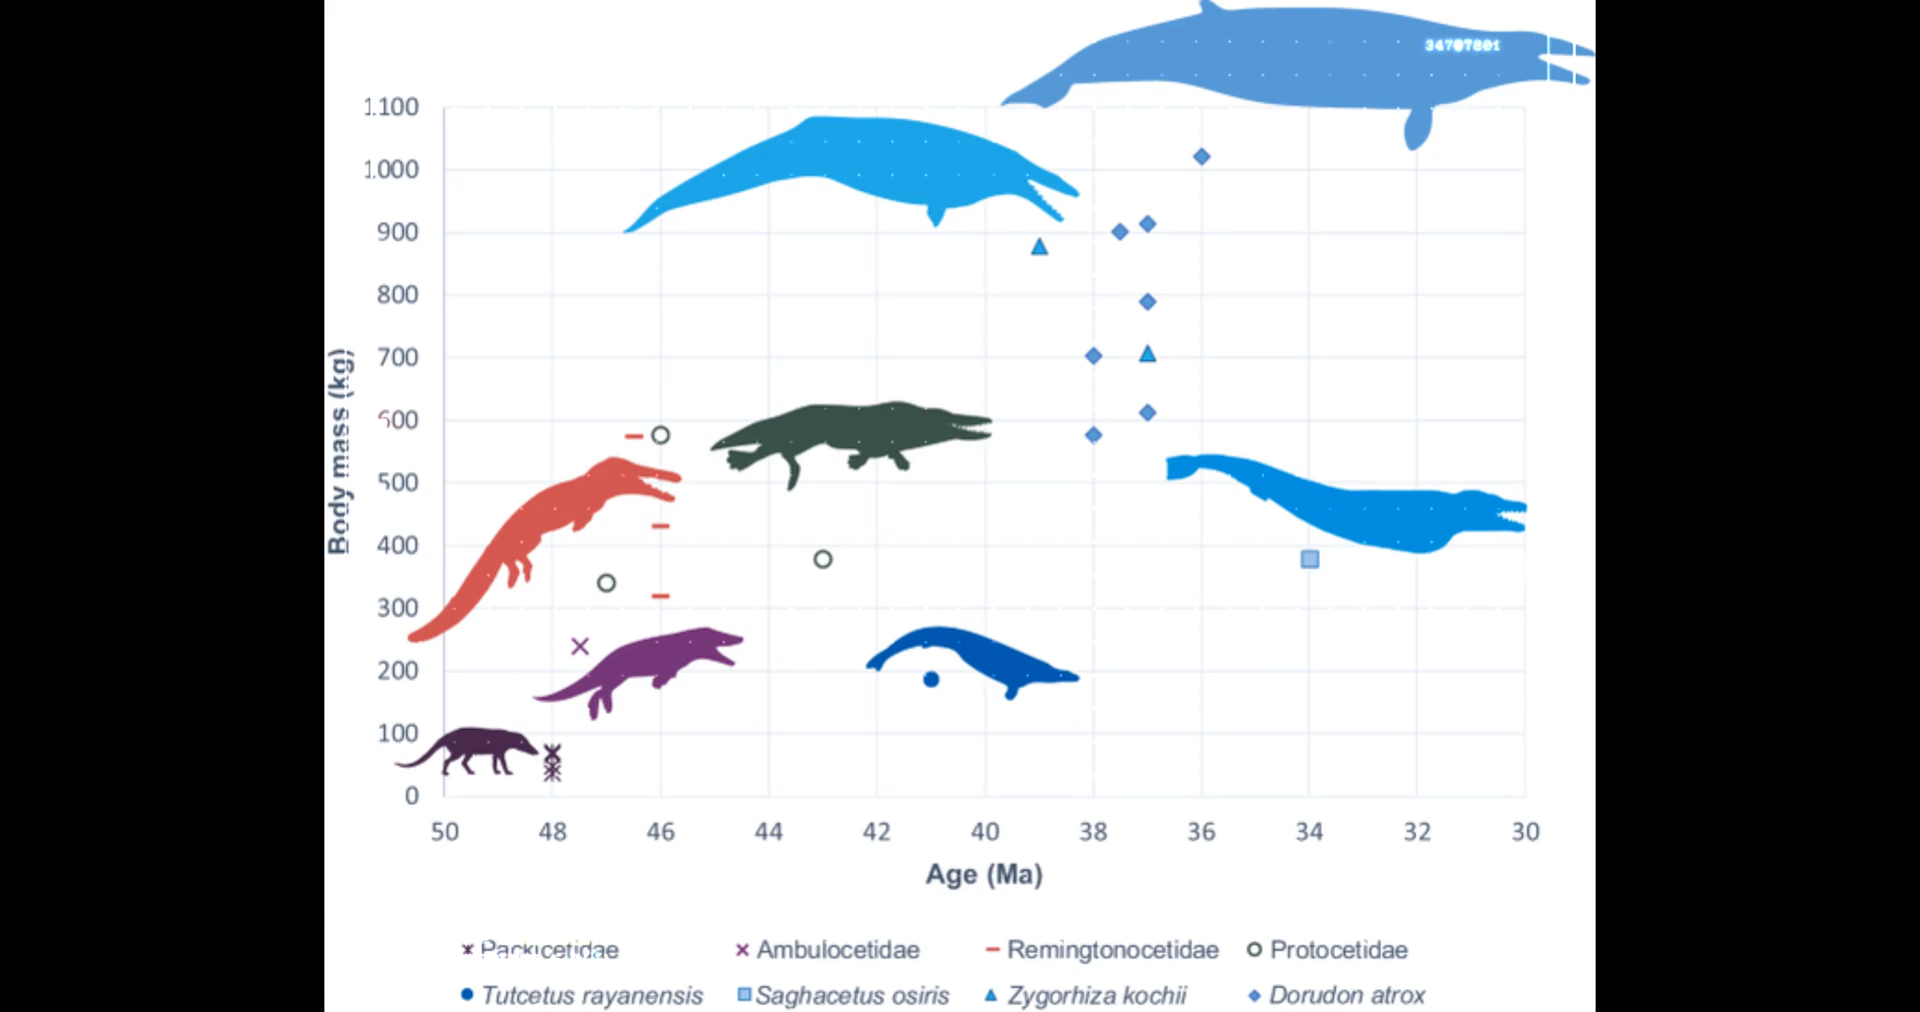 34707801
1.100
1.000
900
800
700
600
500
400
300
200
100
0
Body mass (kg)
50 48 46 44 42 40 38 36 34 32 30
Age (Ma)
Packicetidae Ambulocetidae Remingtonocetidae Protocetidae
Tutcetus rayanensis Saghacetus osiris Zygorhiza kochii Dorudon atrox